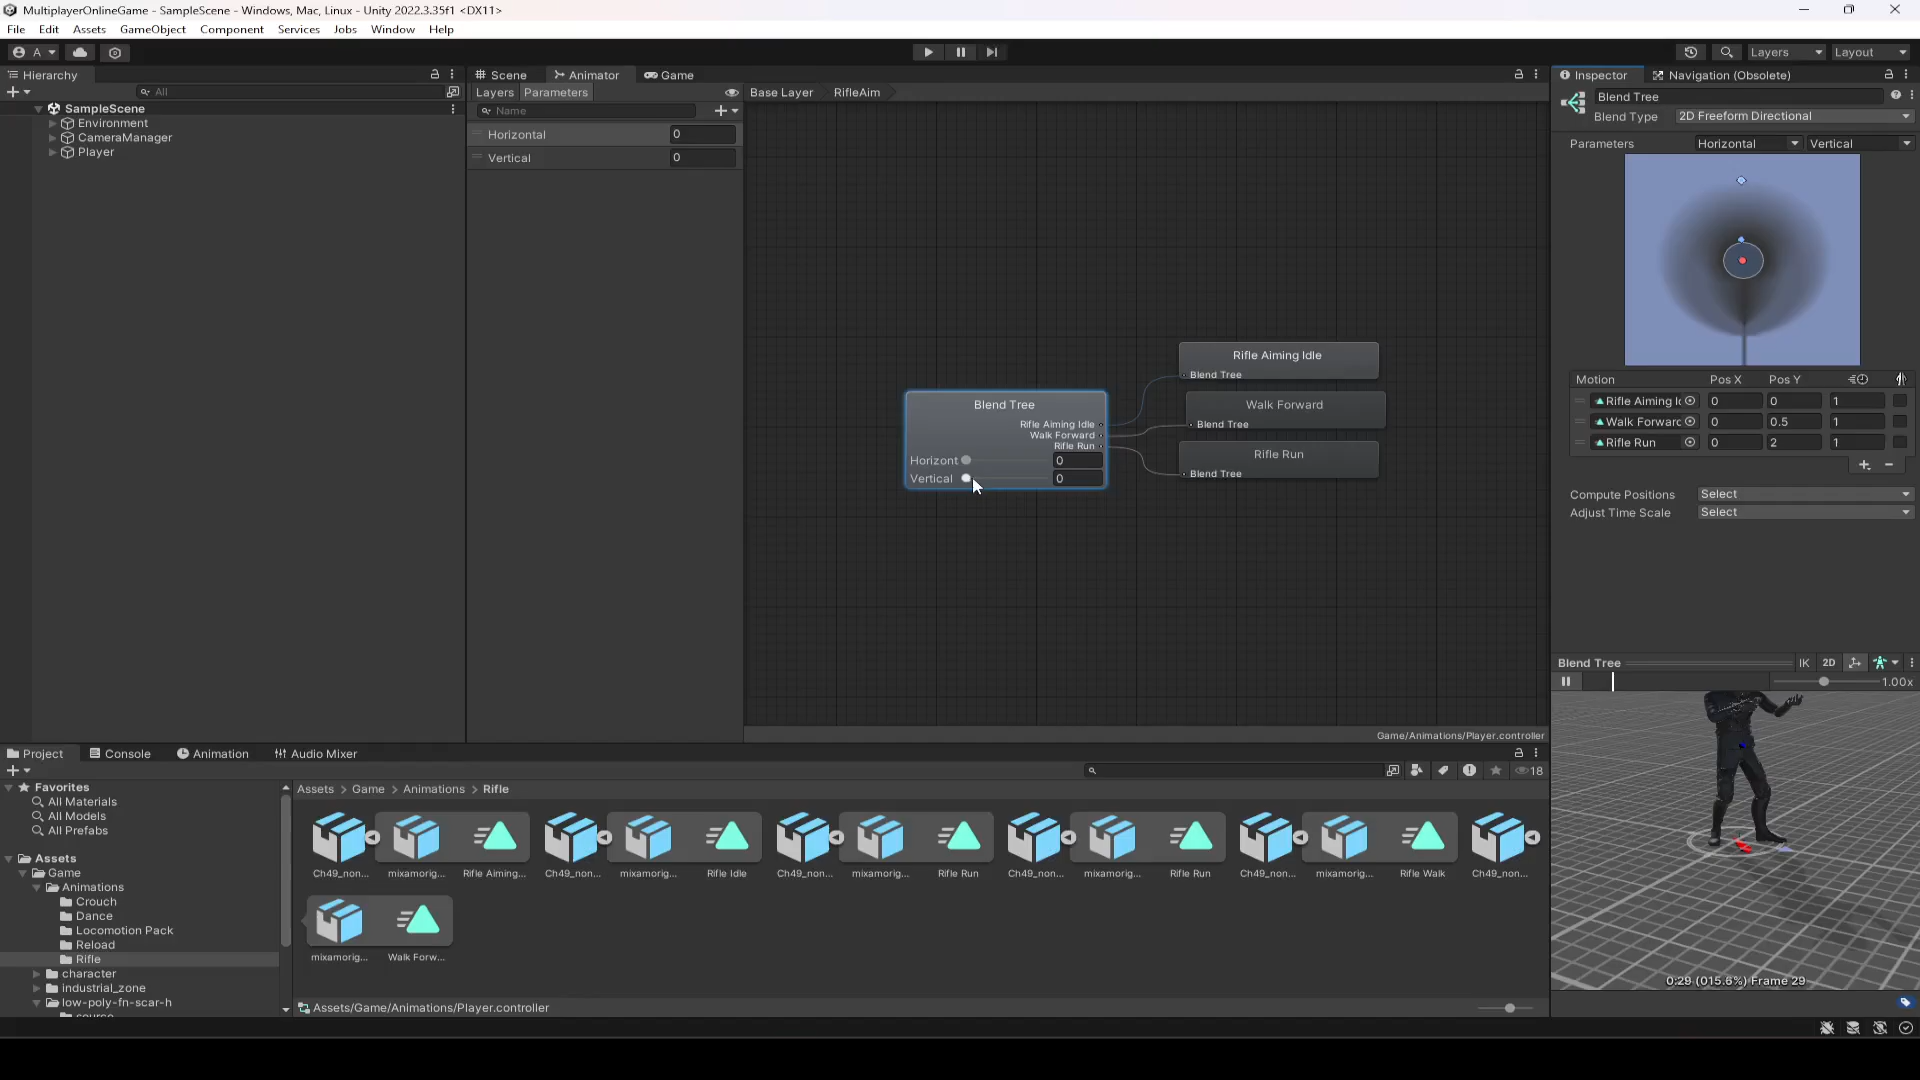 MultiplayerOnlineGame - SampleScene - Windows, Mac, Linux - Unity 2022.3.35f1 <DX11>
File Edit Assets GameObject Component Services Jobs Window Help
A Layers Layout
Hierarchy
All
SampleScene
Environment
CameraManager
Player
Scene Animator Game
Layers Parameters Base Layer RifleAim
Name
Horizontal 0
Vertical 0
Rifle Aiming Idle
Blend Tree
Walk Forward
Blend Tree
Rifle Run
Blend Tree
Blend Tree
Rifle Aiming Idle
Walk Forward
Rifle Run
Horizont 0
Vertical 0
Game/Animations/Player.controller
Inspector Navigation (Obsolete)
Blend Tree
Blend Type 2D Freeform Directional
Parameters Horizontal Vertical
Motion Pos X Pos Y
Rifle Aiming Ic 0 0 1
Walk Forwarc 0 0.5 1
Rifle Run 0 2 1
Compute Positions Select
Adjust Time Scale Select
Blend Tree IK 2D
1.00x
0:29 (015.6%) Frame 29
Project Console Animation Audio Mixer
18
Favorites
All Materials
All Models
All Prefabs
Assets
Game
Animations
Crouch
Dance
Locomotion Pack
Reload
Rifle
character
industrial_zone
low-poly-fn-scar-h
source
Assets > Game > Animations > Rifle
Ch49_non... mixamorig... Rifle Aiming... Ch49_non... mixamorig... Rifle Idle Ch49_non... mixamorig... Rifle Run Ch49_non... mixamorig... Rifle Run Ch49_non... mixamorig... Rifle Walk Ch49_non...
mixamorig... Walk Forw...
Assets/Game/Animations/Player.controller